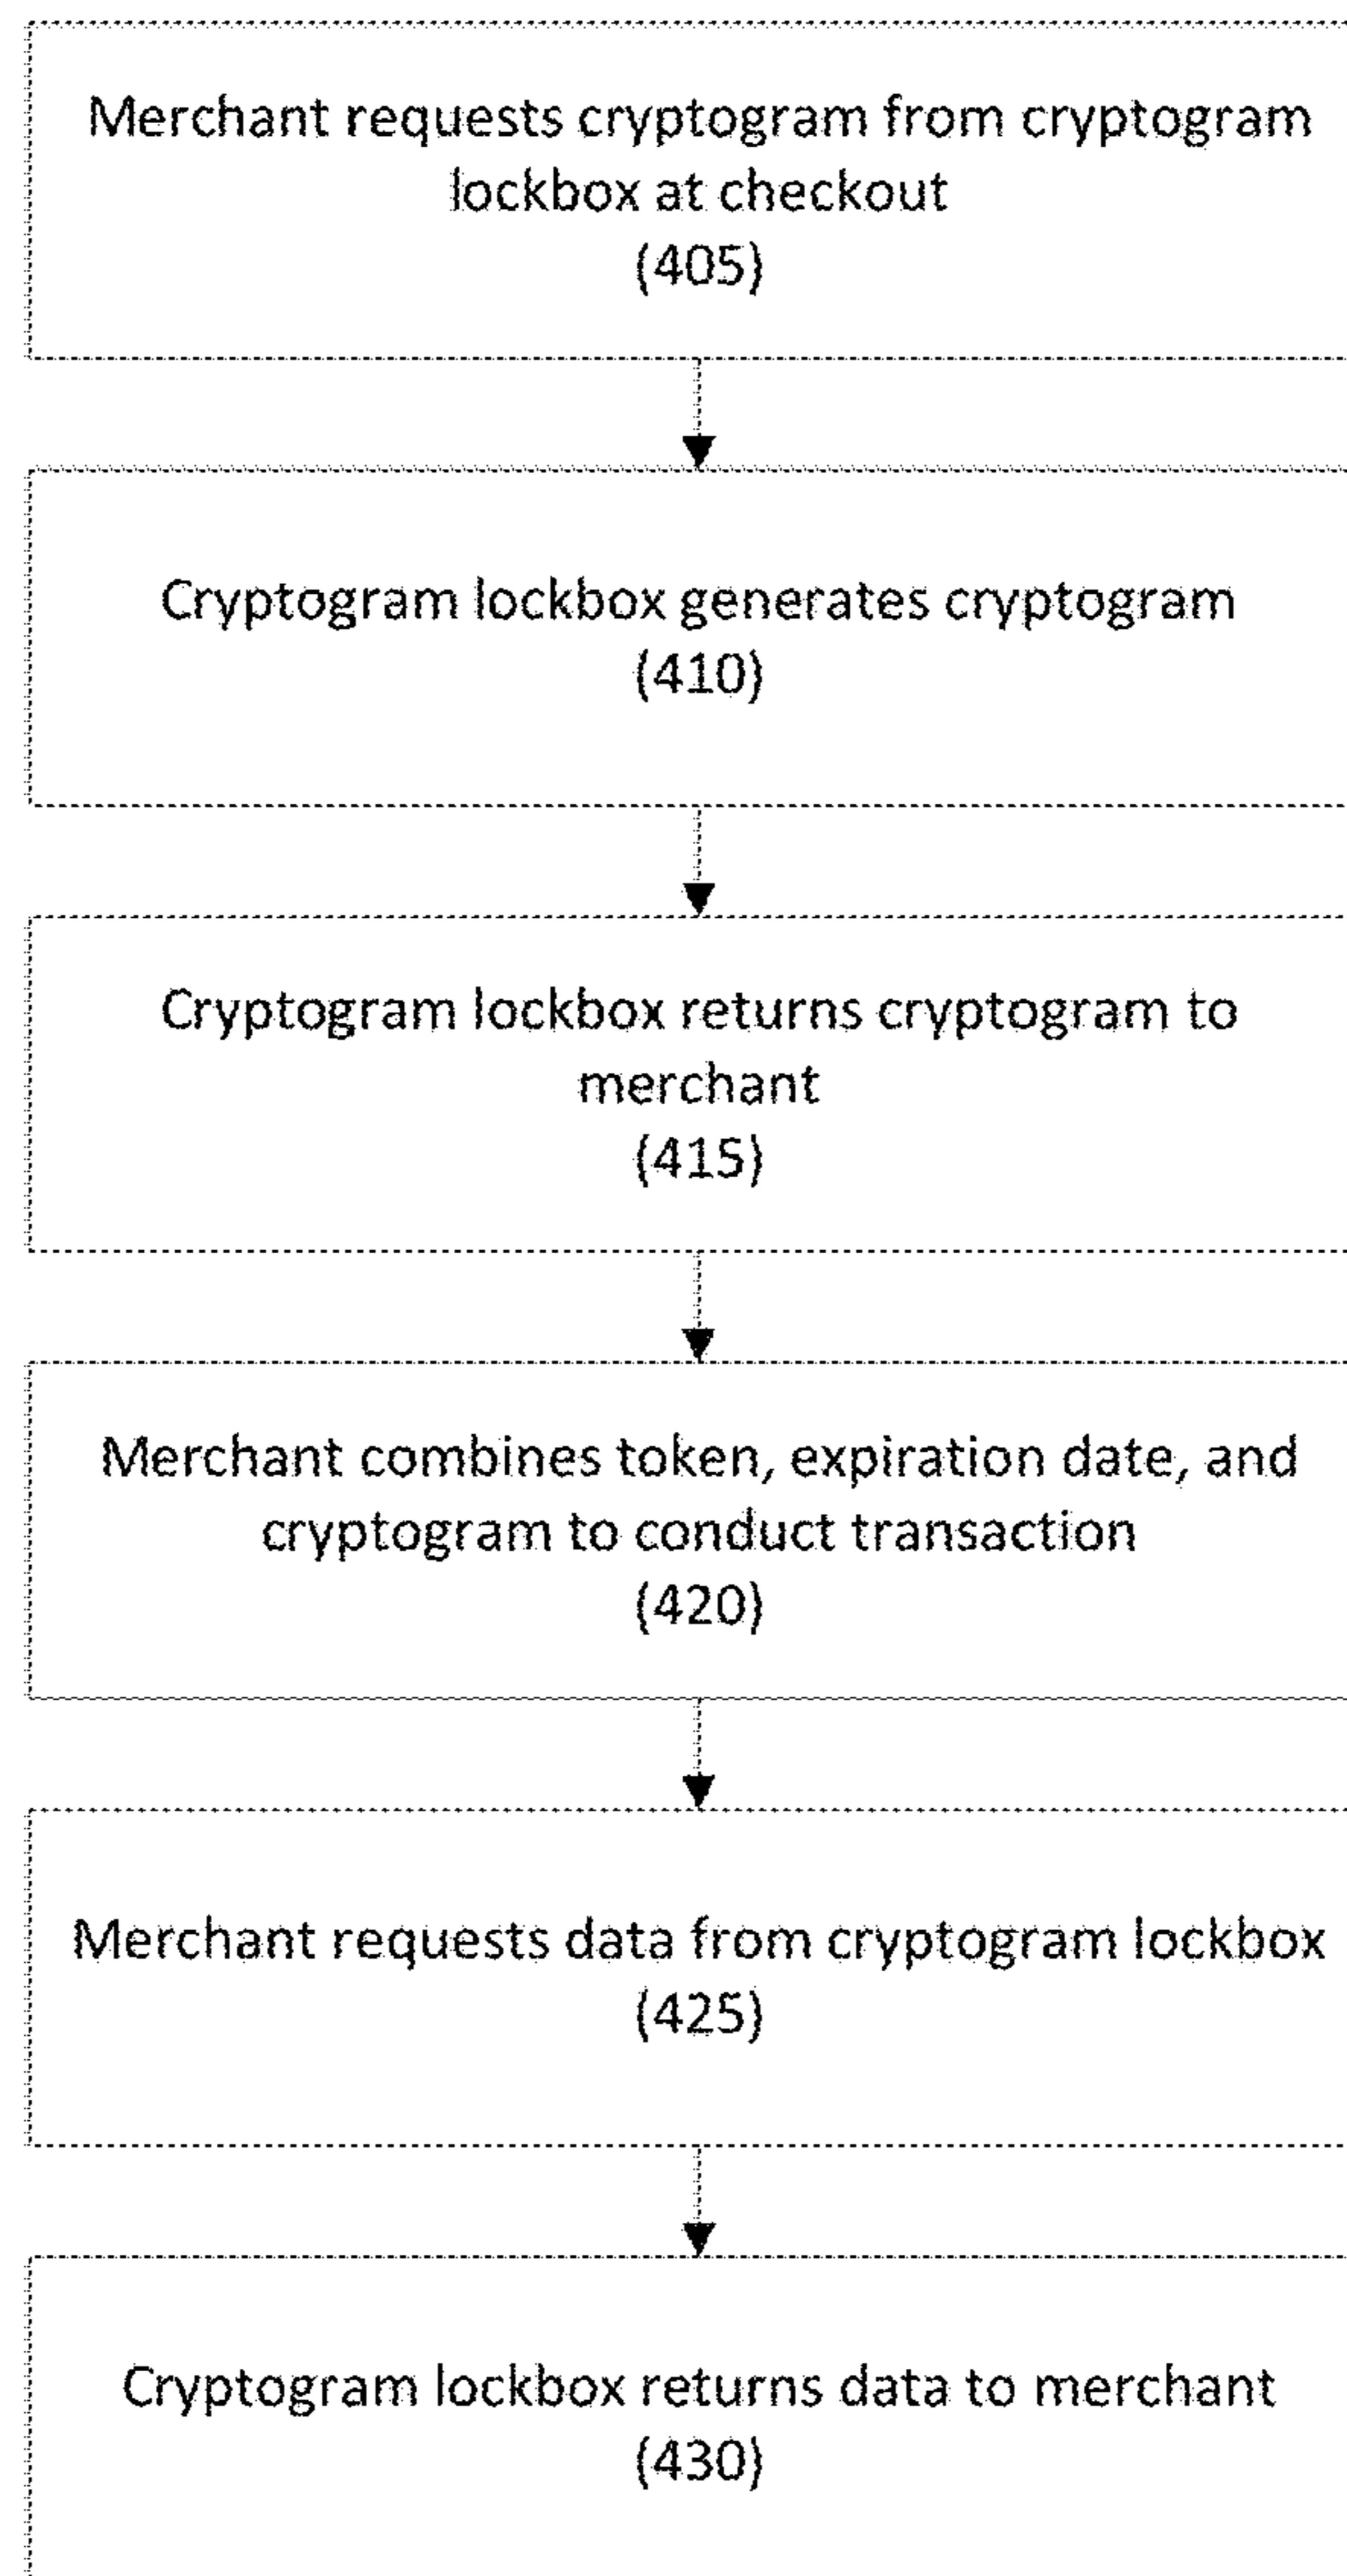 Merchant requests cryptogram from cryptogram
lockbox at checkout
(405)
Cryptogram lockbox generates cryptogram
(410)
Cryptogram lockbox returns cryptogram to
merchant
(415)
Merchant combines token, expiration date, and
cryptogram to conduct transaction
(420)
Merchant requests data from cryptogram lockbox
(425)
Cryptogram lockbox returns data to merchant
(430)